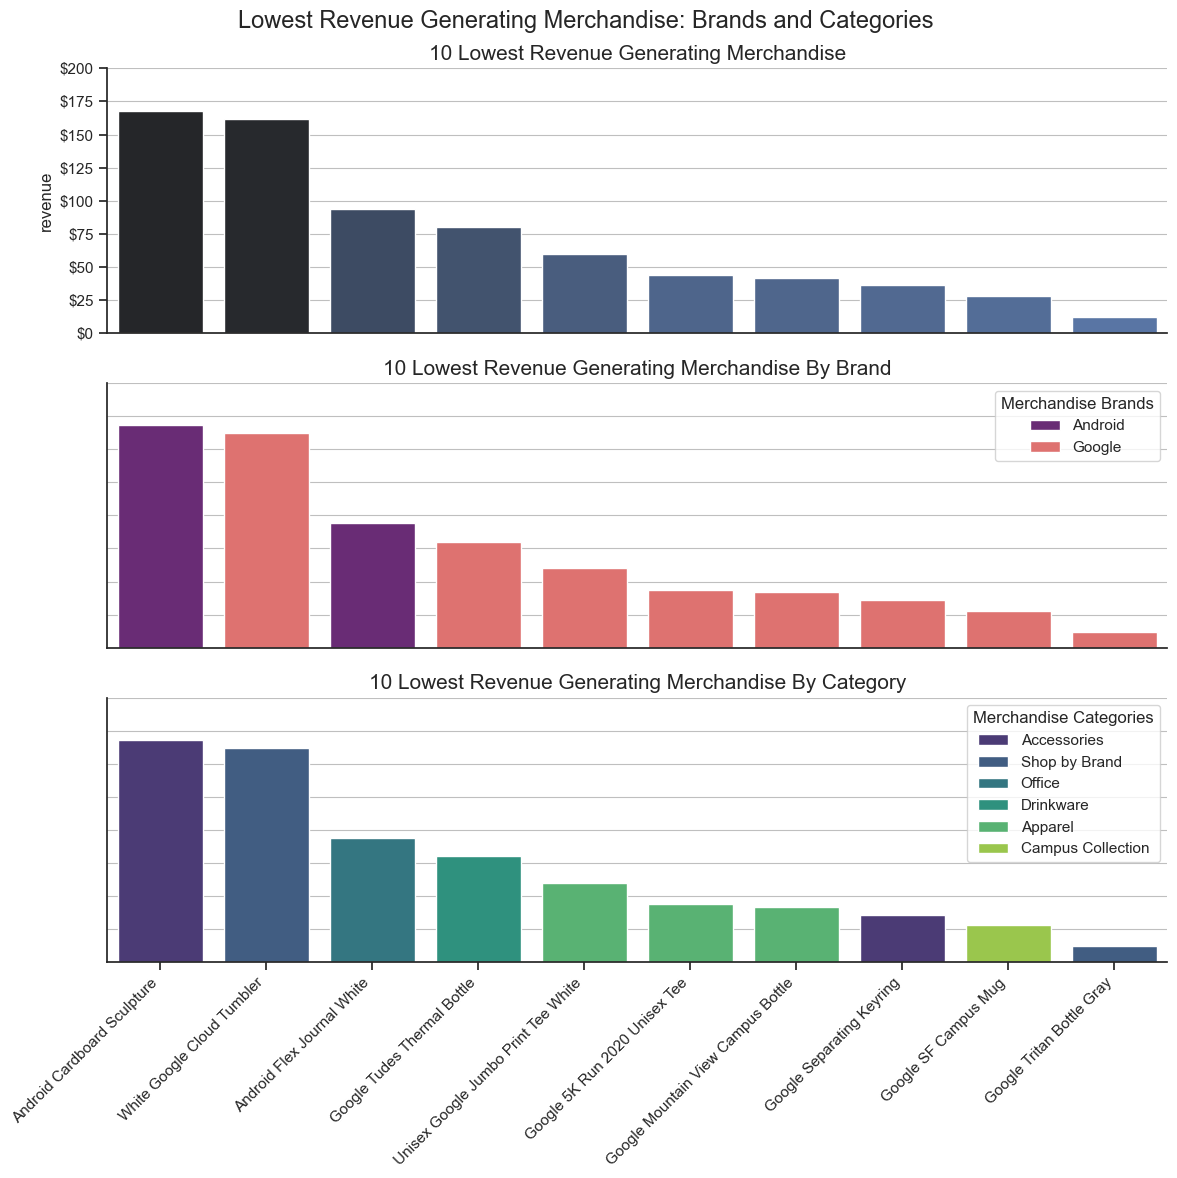 Lowest Revenue Generating Merchandise: Brands and Categories
10 Lowest Revenue Generating Merchandise
$200
$175
$150
$125
$100
$75
$50
$25
$0
revenue
10 Lowest Revenue Generating Merchandise By Brand
Merchandise Brands
Android
Google
10 Lowest Revenue Generating Merchandise By Category
Merchandise Categories
Accessories
Shop by Brand
Office
Drinkware
Apparel
Campus Collection
Android Cardboard Sculpture
White Google Cloud Tumbler
Android Flex Journal White
Google Tudes Thermal Bottle
Unisex Google Jumbo Print Tee White
Google 5K Run 2020 Unisex Tee
Google Mountain View Campus Bottle
Google Separating Keyring
Google SF Campus Mug
Google Tritan Bottle Gray